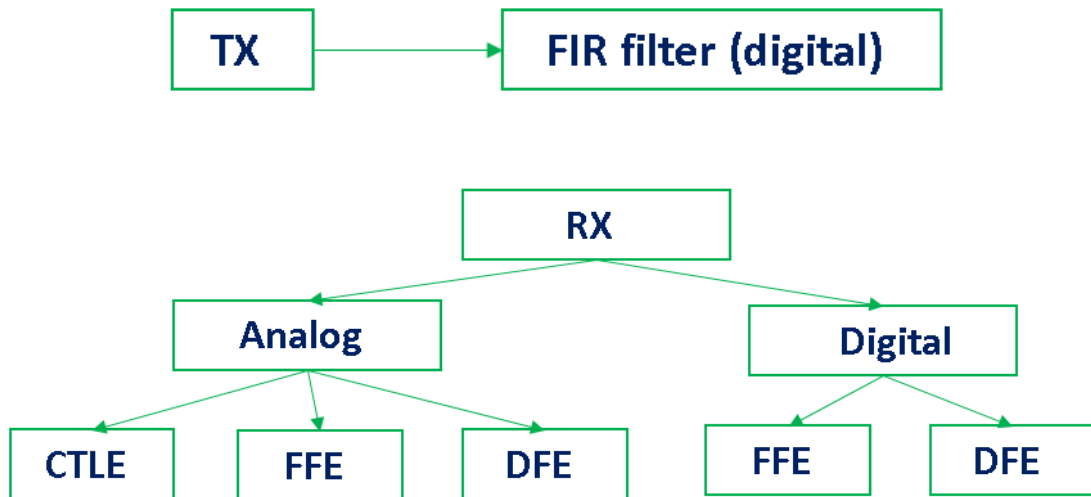 TX
FIR filter (digital)
RX
Analog
Digital
CTLE
FFE
DFE
FFE
DFE